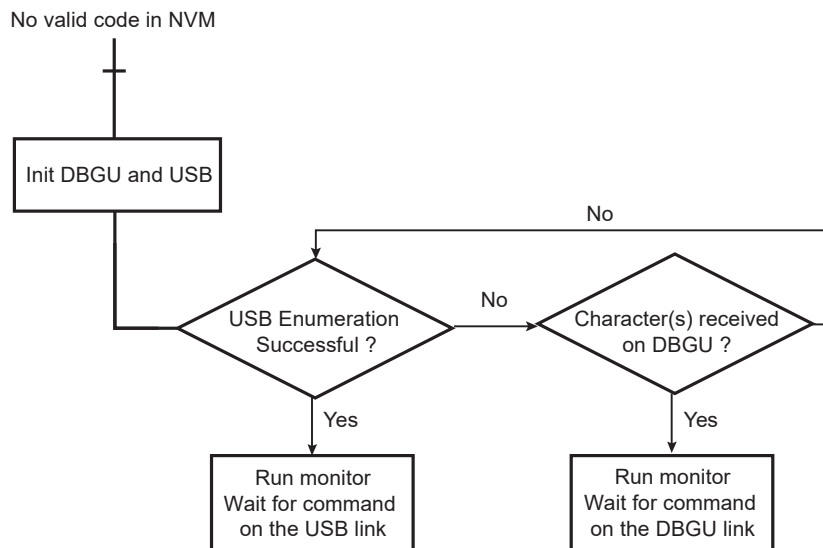 No valid code in NVM
Init DBGU and USB
No
USB Enumeration
Successful ?
No
Character(s) received
on DBGU ?
Yes
Yes
Run monitor
Wait for command
on the USB link
Run monitor
Wait for command
on the DBGU link